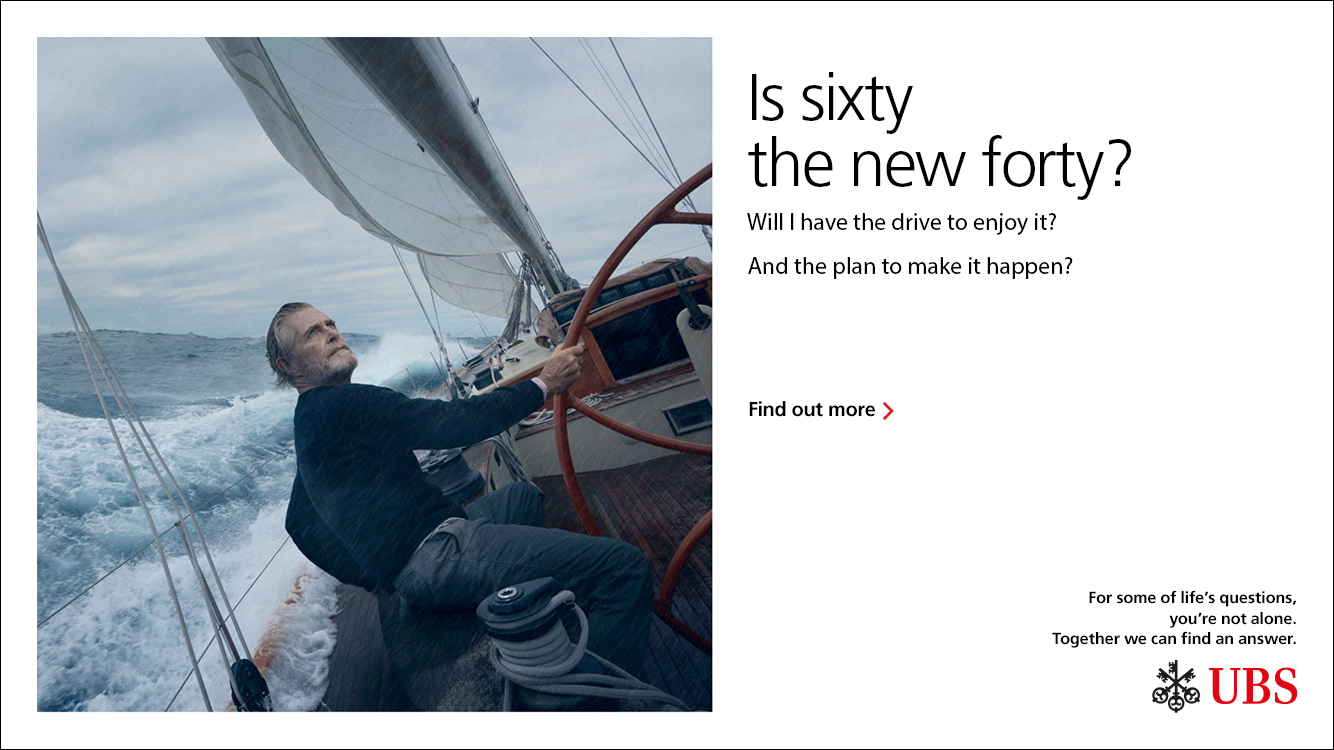 Is sixty
the new forty?
Will I have the drive to enjoy it?
And the plan to make it happen?
Find out more
For some of life’s questions,
you’re not alone.
Together we can find an answer.
UBS